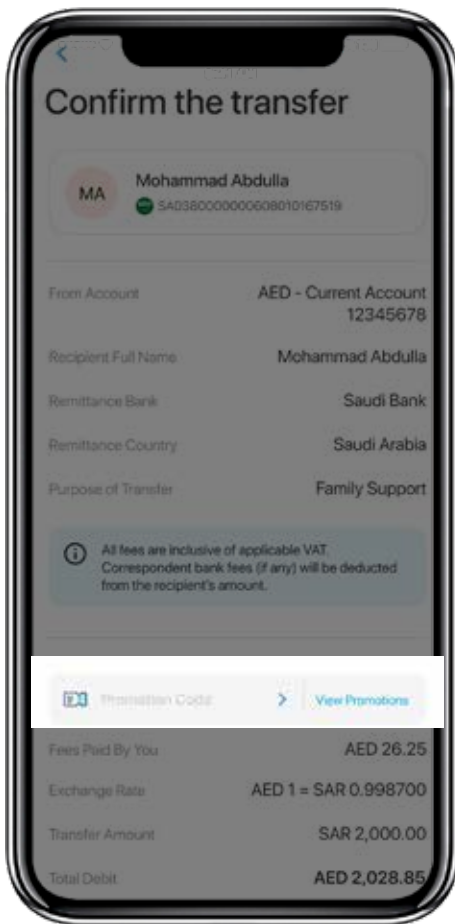 Confirm the transfer
MA
Mohammad Abdulla
SA0380000000608010167519
From Account
AED - Current Account
12345678
Recipient Full Name
Mohammad Abdulla
Remittance Bank
Saudi Bank
Remittance Country
Saudi Arabia
Purpose of Transfer
Family Support
All fees are inclusive of applicable VAT.
Correspondent bank fees (if any) will be deducted
from the recipient's amount.
Promotion Code
View Promotions
Fees Paid By You
AED 26.25
Exchange Rate
AED 1 = SAR 0.998700
Transfer Amount
SAR 2,000.00
Total Debit
AED 2,028.85